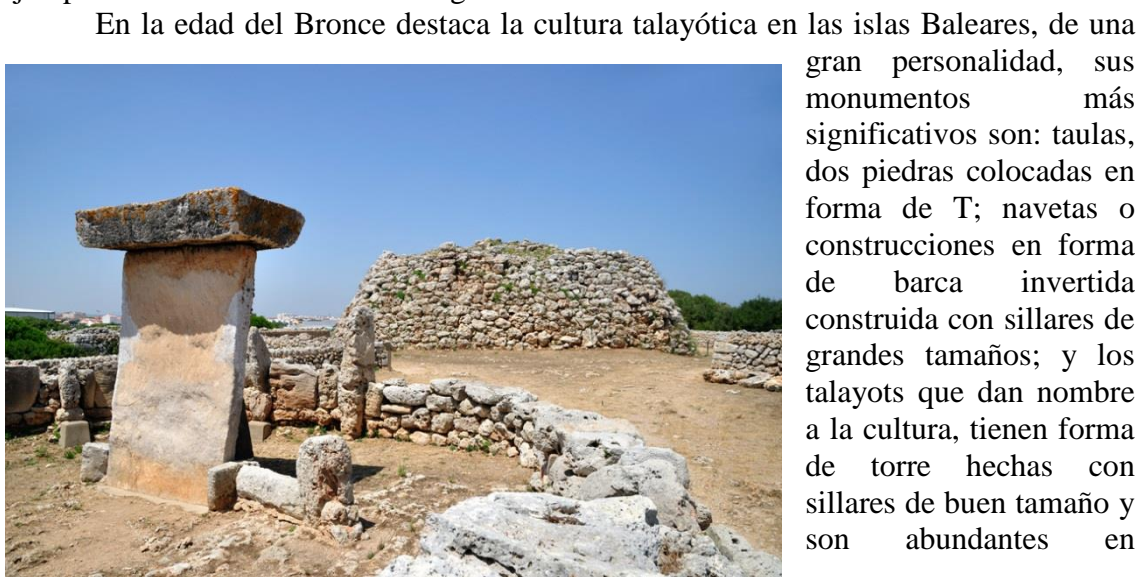 En la edad del Bronce destaca la cultura talayótica en las islas Baleares, de una
gran personalidad, sus
monumentos más
significativos son: taulas,
dos piedras colocadas en
forma de T; navetas o
construcciones en forma
de barca invertida
construida con sillares de
grandes tamaños; y los
talayots que dan nombre
a la cultura, tienen forma
de torre hechas con
sillares de buen tamaño y
son abundantes en